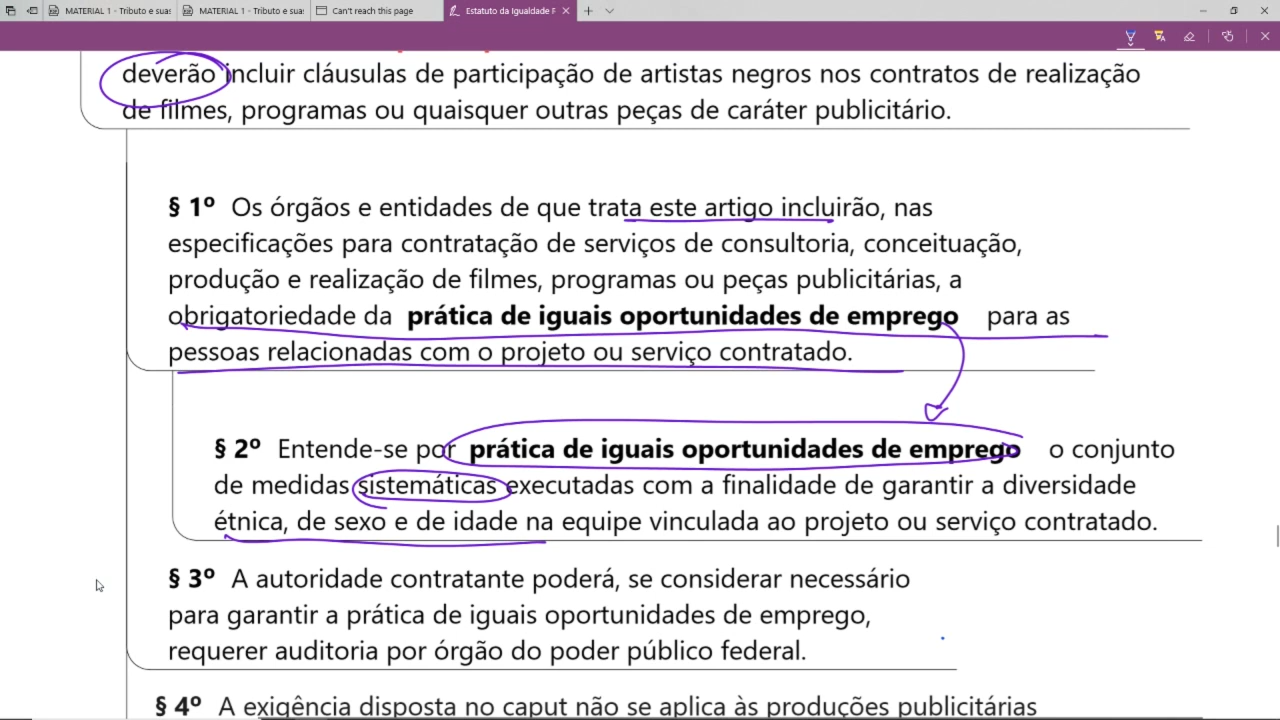 MATERIAL 1 - Tributo e suas
MATERIAL 1 - Tributo e suas
Can't reach this page
Estatuto da Igualdade R
deverão incluir cláusulas de participação de artistas negros nos contratos de realização
de filmes, programas ou quaisquer outras peças de caráter publicitário.
§ 1º Os órgãos e entidades de que trata este artigo incluirão, nas
especificações para contratação de serviços de consultoria, conceituação,
produção e realização de filmes, programas ou peças publicitárias, a
obrigatoriedade da prática de iguais oportunidades de emprego para as
pessoas relacionadas com o projeto ou serviço contratado.
§ 2º Entende-se por prática de iguais oportunidades de emprego o conjunto
de medidas sistemáticas executadas com a finalidade de garantir a diversidade
étnica, de sexo e de idade na equipe vinculada ao projeto ou serviço contratado.
§ 3º A autoridade contratante poderá, se considerar necessário
para garantir a prática de iguais oportunidades de emprego,
requerer auditoria por órgão do poder público federal.
§ 4º A exigência disposta no caput não se aplica às produções publicitárias